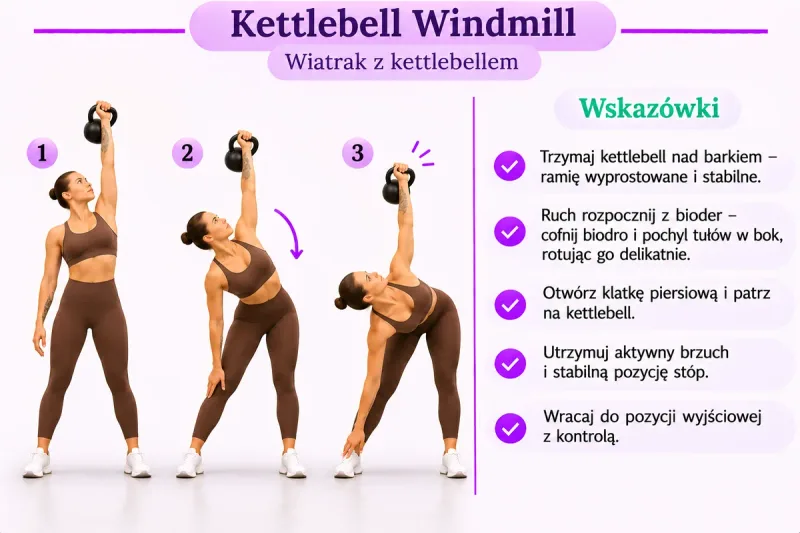 Kettlebell Windmill
Wiatrak z kettlebellem
1
2
3
Wskazówki
Trzymaj kettlebell nad barkiem –
ramię wyprostowane i stabilne.
Ruch rozpocznij z bioder –
cofnij biodro i pochyl tułów w bok,
rotując go delikatnie.
Otwórz klatkę piersiową i patrz
na kettlebell.
Utrzymuj aktywny brzuch
i stabilną pozycję stóp.
Wracaj do pozycji wyjściowej
z kontrolą.